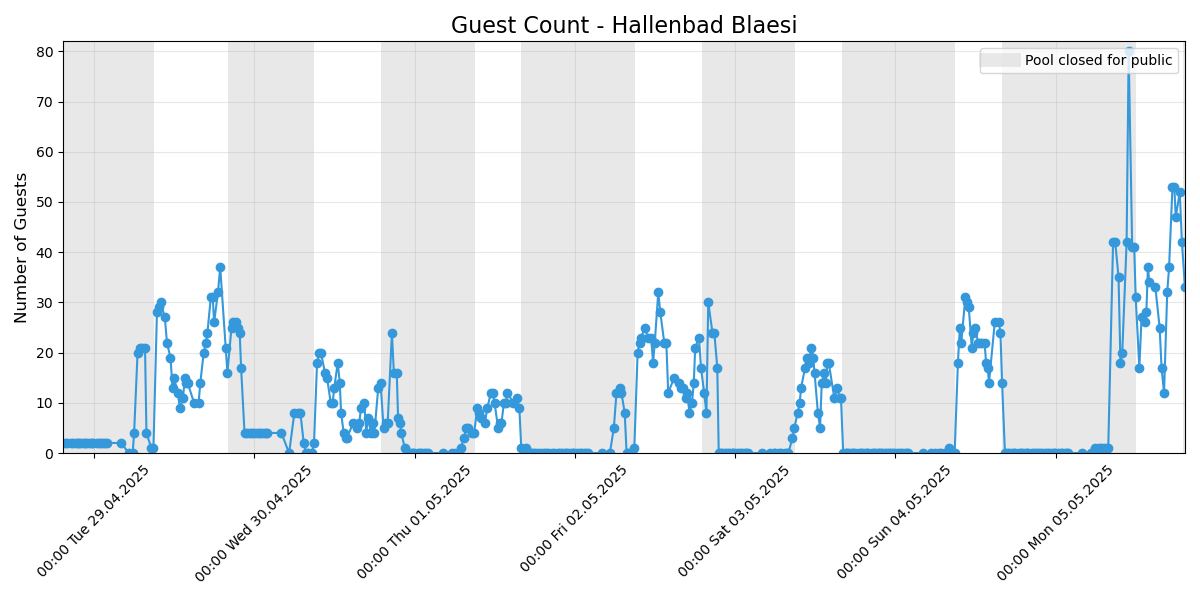 Guest Count - Hallenbad Blaesi
Pool closed for public
Number of Guests
80
70
60
50
40
30
20
10
0
00:00 Tue 29.04.2025
00:00 Wed 30.04.2025
00:00 Thu 01.05.2025
00:00 Fri 02.05.2025
00:00 Sat 03.05.2025
00:00 Sun 04.05.2025
00:00 Mon 05.05.2025